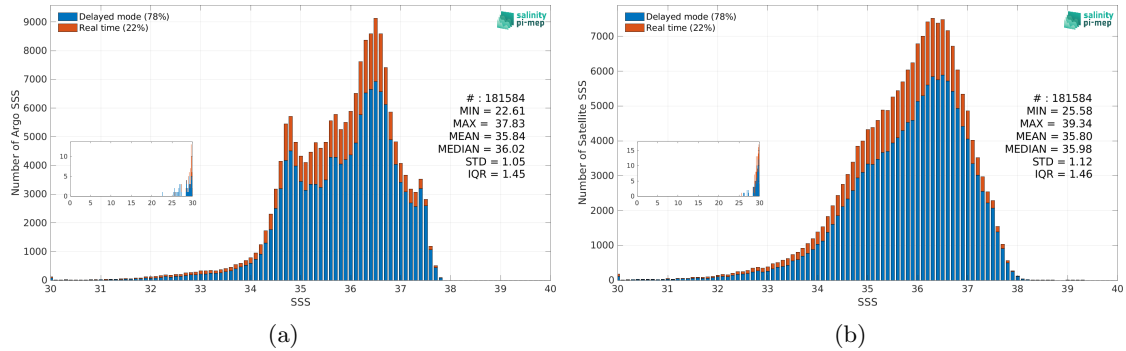 Delayed mode (78%)
Real time (22%)
salinity
pi-mep
Number of Argo SSS
9000
8000
7000
6000
5000
4000
3000
2000
1000
0
# : 181584
MIN = 22.61
MAX = 37.83
MEAN = 35.84
MEDIAN = 36.02
STD = 1.05
IQR = 1.45
10
5
0
0 5 10 15 20 25 30
30 31 32 33 34 35 36 37 38 39 40
SSS
(a)
Delayed mode (78%)
Real time (22%)
salinity
pi-mep
Number of Satellite SSS
7000
6000
5000
4000
3000
2000
1000
0
# : 181584
MIN = 25.58
MAX = 39.34
MEAN = 35.80
MEDIAN = 35.98
STD = 1.12
IQR = 1.46
15
10
5
0
0 5 10 15 20 25 30
30 31 32 33 34 35 36 37 38 39 40
SSS
(b)